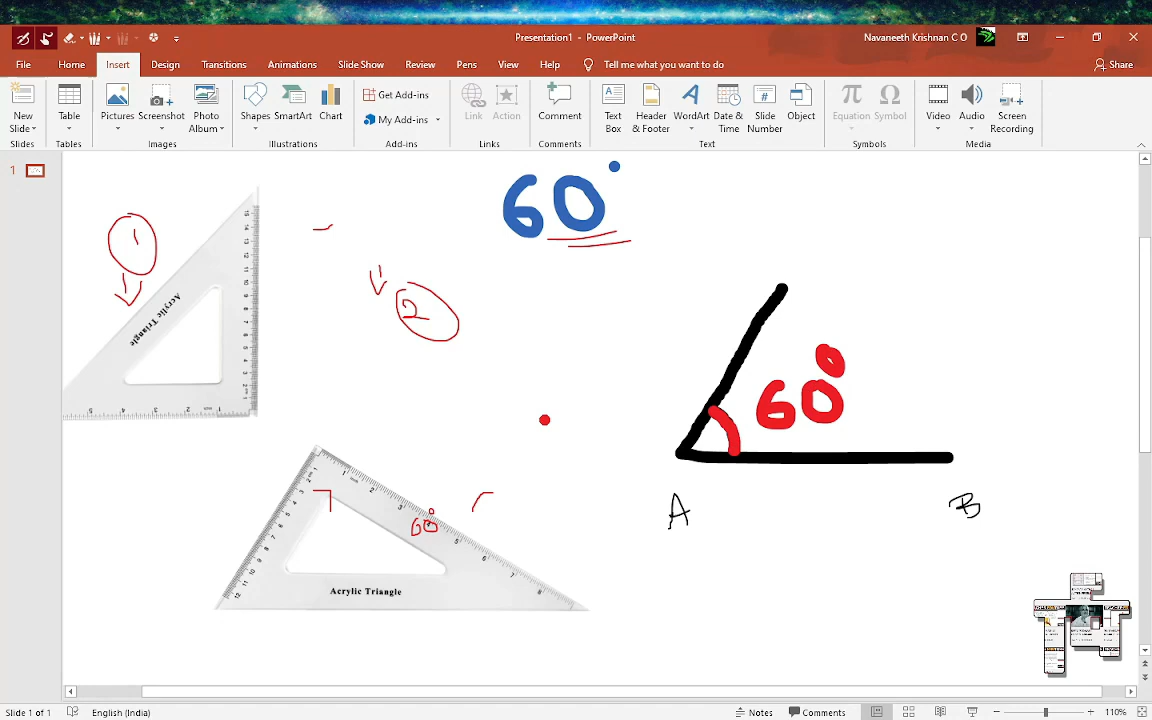 Presentation1 - PowerPoint
Navaneeth Krishnan C O
File Home Insert Design Transitions Animations Slide Show Review Pens View Help Tell me what you want to do Share
New Slide Table Pictures Screenshot Photo Album Shapes SmartArt Chart Get Add-ins My Add-ins Link Action Comment Text Box Header & Footer WordArt Date & Time Slide Number Object Equation Symbol Video Audio Screen Recording
Slides Tables Images Illustrations Add-ins Links Comments Text Symbols Media
1
60°
1
2
Acrylic Triangle
Acrylic Triangle
60°
60°
A B
Acrylic Triangle
Slide 1 of 1 English (India) Notes Comments 110%